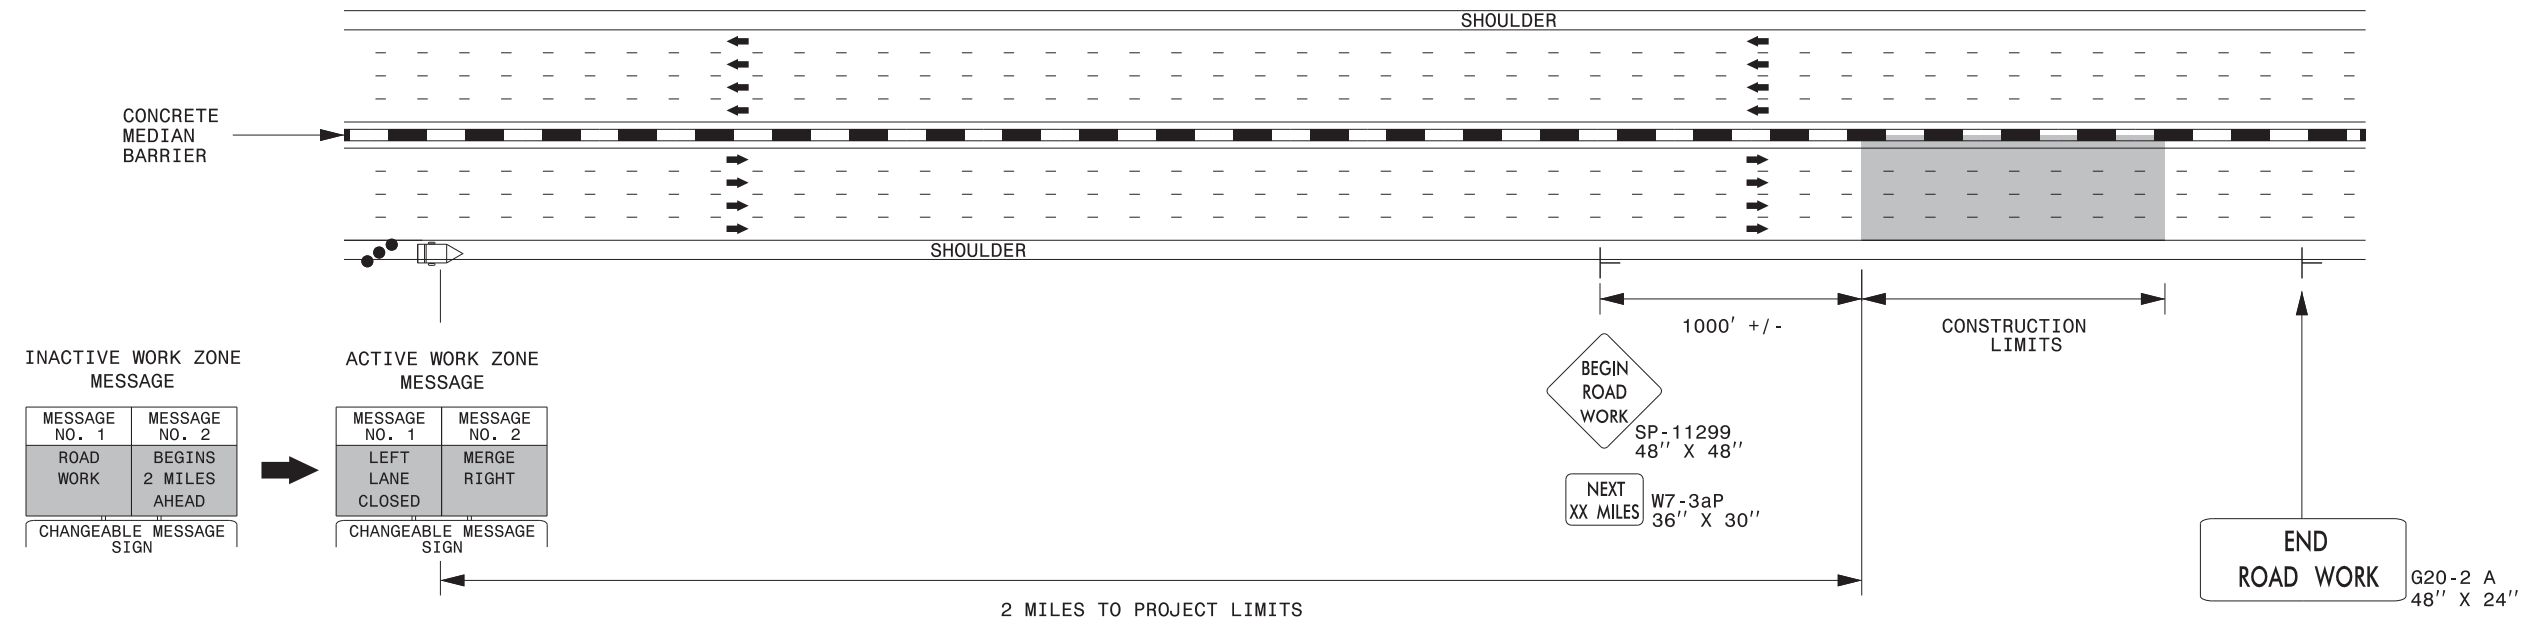 SHOULDER
CONCRETE
MEDIAN
BARRIER
SHOULDER
1000' +/-
CONSTRUCTION
LIMITS
INACTIVE WORK ZONE
MESSAGE
MESSAGE
NO. 1
MESSAGE
NO. 2
ROAD
WORK
BEGINS
2 MILES
AHEAD
CHANGEABLE MESSAGE
SIGN
ACTIVE WORK ZONE
MESSAGE
MESSAGE
NO. 1
MESSAGE
NO. 2
LEFT
LANE
CLOSED
MERGE
RIGHT
CHANGEABLE MESSAGE
SIGN
BEGIN
ROAD
WORK
SP-11299
48'' X 48''
NEXT
XX MILES
W7-3aP
36'' X 30''
END
ROAD WORK
G20-2 A
48'' X 24''
2 MILES TO PROJECT LIMITS